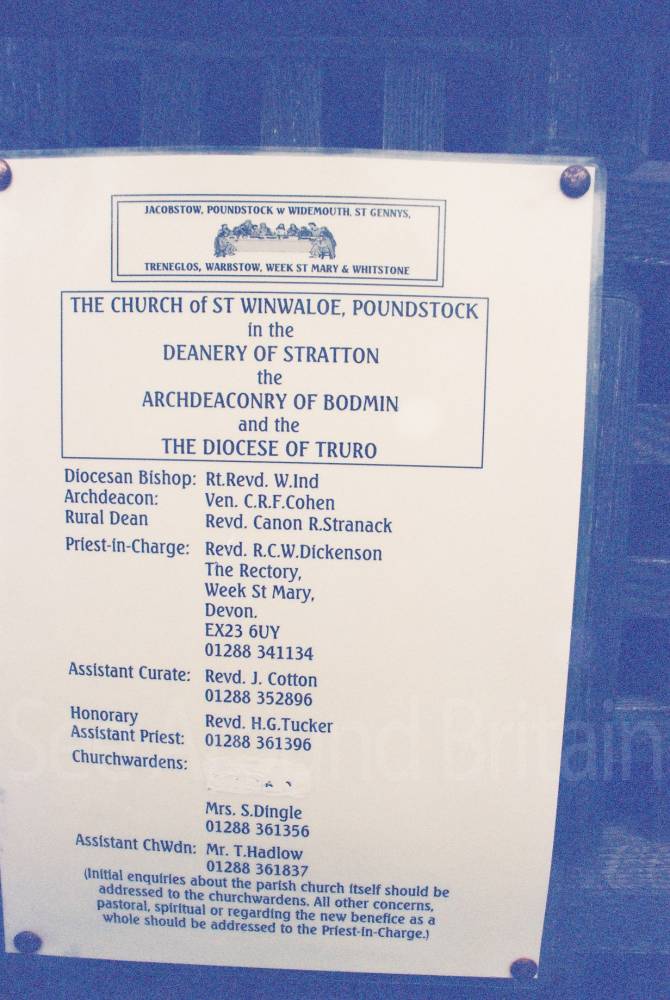 JACOBSTOW, POUNDSTOCK w WIDEMOUTH, ST GENNYS,
TRENEGLOS, WARBSTOW, WEEK ST MARY & WHITSTONE
THE CHURCH of ST WINWALOE, POUNDSTOCK
in the
DEANERY OF STRATTON
the
ARCHDEACONRY OF BODMIN
and the
THE DIOCESE OF TRURO
Diocesan Bishop: Rt.Revd. W.Ind
Archdeacon: Ven. C.R.F.Cohen
Rural Dean Revd. Canon R.Stranack
Priest-in-Charge: Revd. R.C.W.Dickenson
The Rectory,
Week St Mary,
Devon.
EX23 6UY
01288 341134
Assistant Curate: Revd. J. Cotton
01288 352896
Honorary Revd. H.G.Tucker
Assistant Priest: 01288 361396
Churchwardens:
Mrs. S.Dingle
01288 361356
Assistant ChWdn: Mr. T.Hadlow
01288 361837
(Initial enquiries about the parish church itself should be
addressed to the churchwardens. All other concerns,
pastoral, spiritual or regarding the new benefice as a
whole should be addressed to the Priest-in-Charge.)
See Around Britain